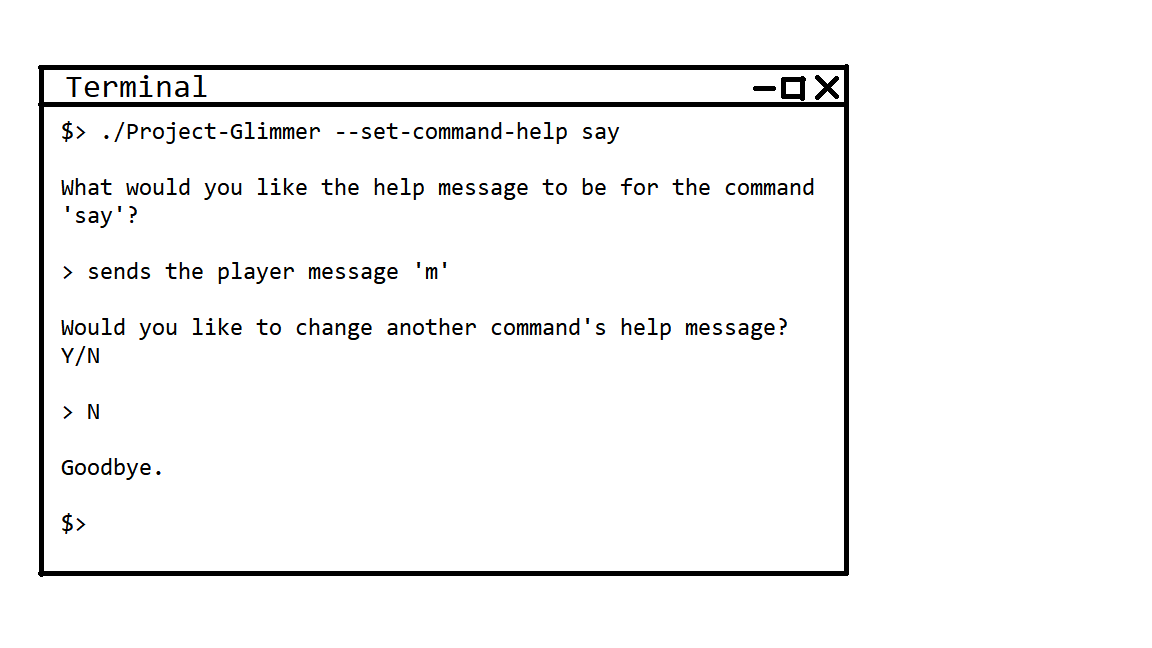 Terminal
$> ./Project-Glimmer --set-command-help say
What would you like the help message to be for the command
'say'?
> sends the player message 'm'
Would you like to change another command's help message?
Y/N
> N
Goodbye.
$>